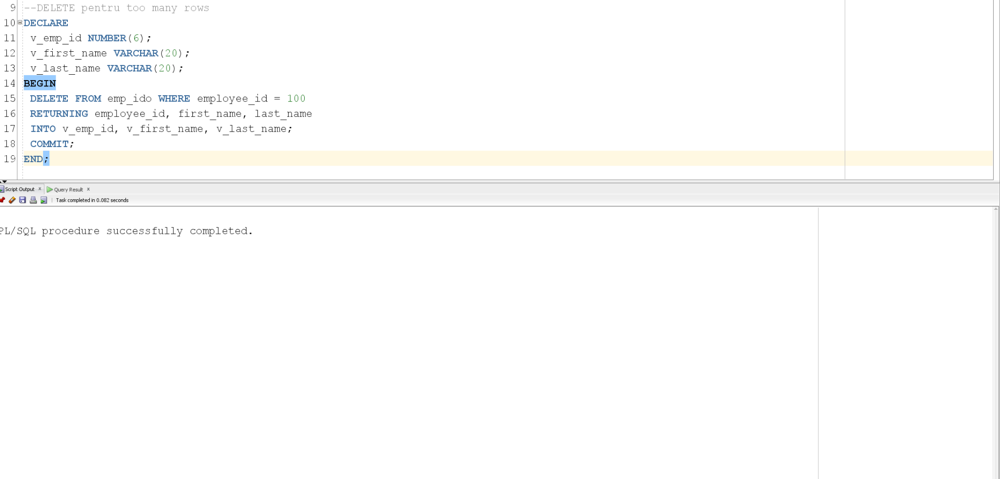 9 --DELETE pentru too many rows
10 DECLARE
11 v_emp_id NUMBER(6);
12 v_first_name VARCHAR(20);
13 v_last_name VARCHAR(20);
14 BEGIN
15 DELETE FROM emp_ido WHERE employee_id = 100
16 RETURNING employee_id, first_name, last_name
17 INTO v_emp_id, v_first_name, v_last_name;
18 COMMIT;
19 END;
Script Output x Query Result x
Task completed in 0.082 seconds
PL/SQL procedure successfully completed.